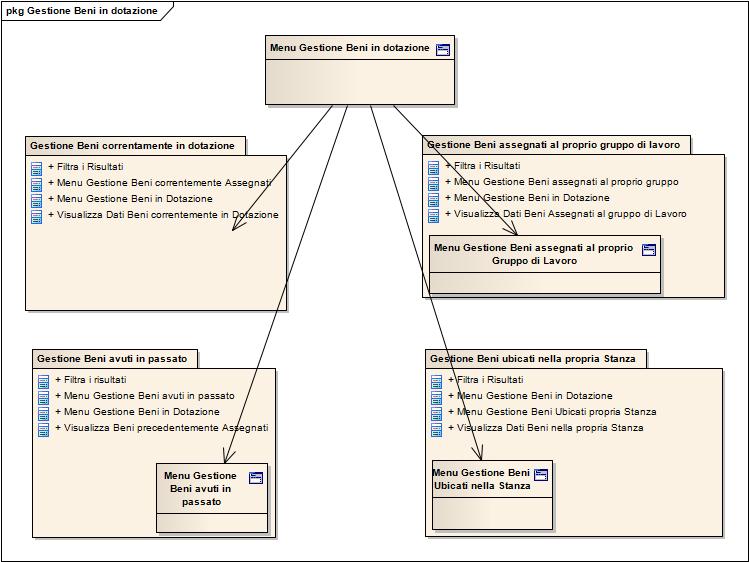 pkg Gestione Beni in dotazione
Menu Gestione Beni in dotazione
Gestione Beni correntamente in dotazione
+ Filtra i Risultati
+ Menu Gestione Beni correntemente Assegnati
+ Menu Gestione Beni in Dotazione
+ Visualizza Dati Beni correntemente in Dotazione
Gestione Beni assegnati al proprio gruppo di lavoro
+ Filtra i Risultati
+ Menu Gestione Beni assegnati al proprio gruppo
+ Menu Gestione Beni in Dotazione
+ Visualizza Dati Beni Assegnati al gruppo di Lavoro
Menu Gestione Beni assegnati al proprio
Gruppo di Lavoro
Gestione Beni avuti in passato
+ Filtra i risultati
+ Menu Gestione Beni avuti in passato
+ Menu Gestione Beni in Dotazione
+ Visualizza Beni precedentemente Assegnati
Menu Gestione
Beni avuti in
passato
Gestione Beni ubicati nella propria Stanza
+ Filtra i Risultati
+ Menu Gestione Beni in Dotazione
+ Menu Gestione Beni Ubicati propria Stanza
+ Visualizza Dati Beni nella propria Stanza
Menu Gestione Beni
Ubicati nella Stanza